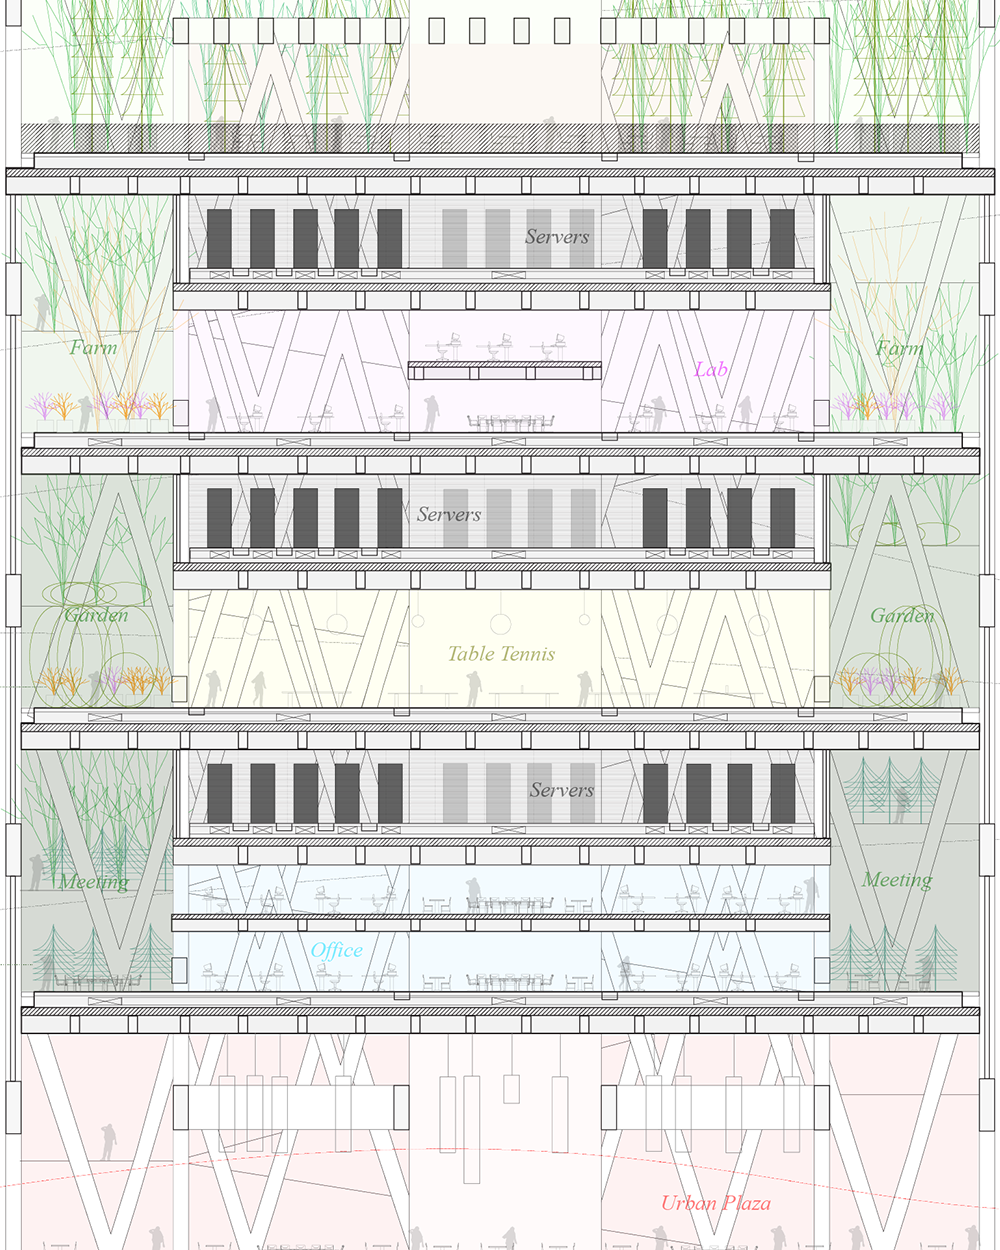 Servers
Farm
Farm
Lab
Servers
Garden
Garden
Table Tennis
Servers
Meeting
Meeting
Office
Urban Plaza